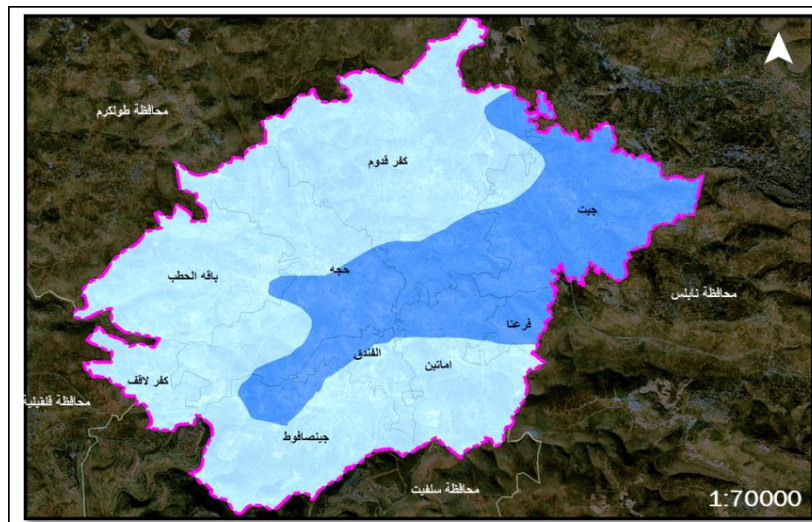 محافظة طولكرم
كفر قدوم
جيت
حجه
باقه الحطب
محافظة نابلس
فرعتا
الفندق
اماتين
كفر لاقف
محافظة قلقيلية
جينصافوط
محافظة سلفيت
1:70000